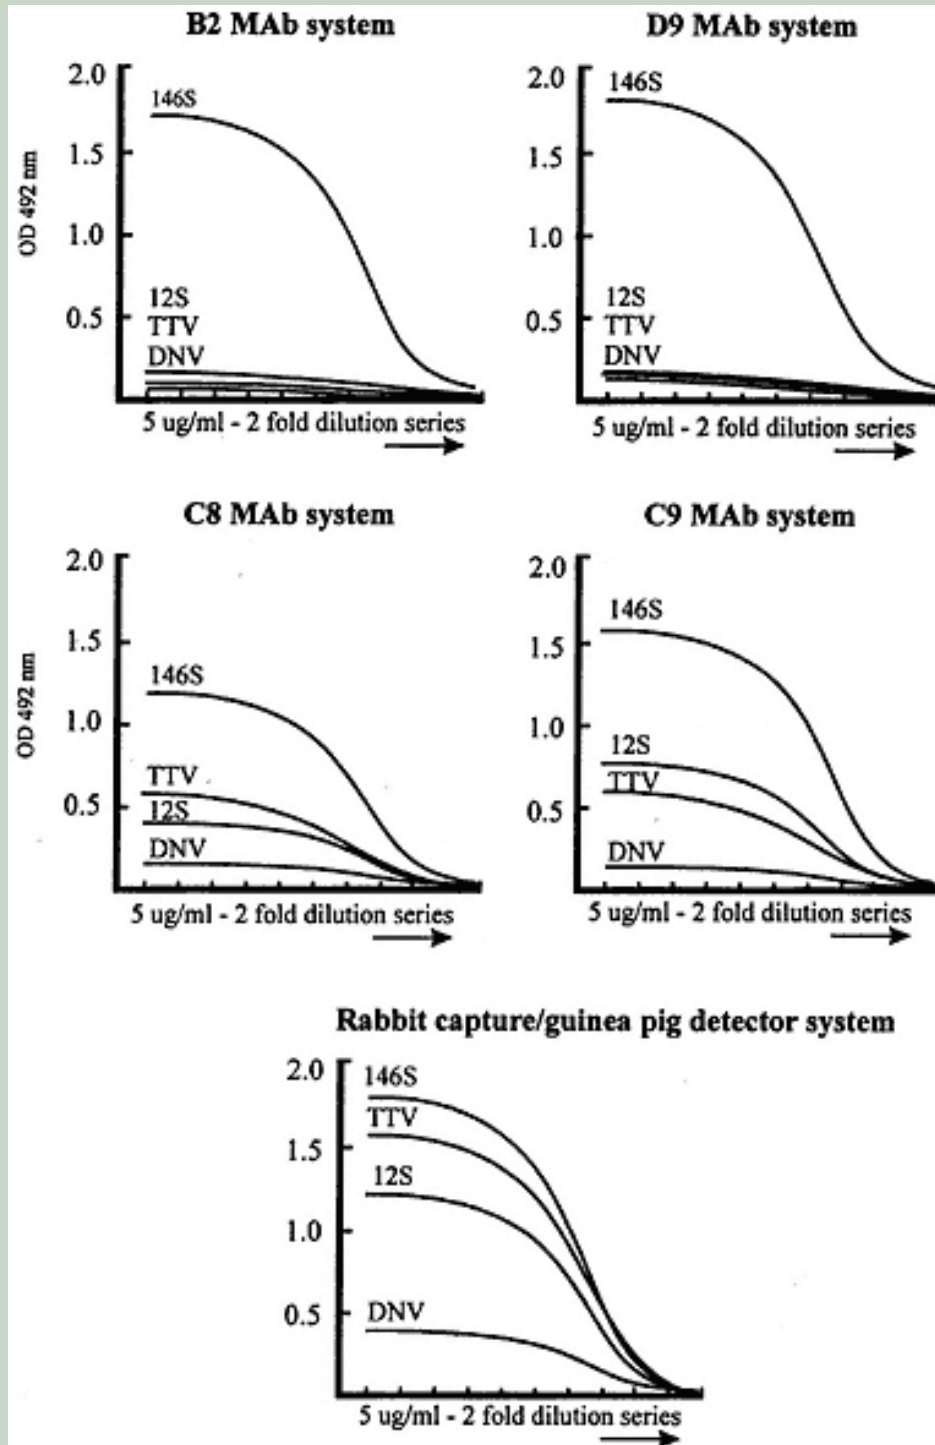 B2 MAb system
2.0
1.5
1.0
0.5
OD 492 nm
146S
12S
TTV
DNV
5 ug/ml - 2 fold dilution series
D9 MAb system
2.0
1.5
1.0
0.5
146S
12S
TTV
DNV
5 ug/ml - 2 fold dilution series
C8 MAb system
2.0
1.5
1.0
0.5
OD 492 nm
146S
TTV
12S
DNV
5 ug/ml - 2 fold dilution series
C9 MAb system
2.0
1.5
1.0
0.5
146S
12S
TTV
DNV
5 ug/ml - 2 fold dilution series
Rabbit capture/guinea pig detector system
2.0
1.5
1.0
0.5
146S
TTV
12S
DNV
5 ug/ml - 2 fold dilution series